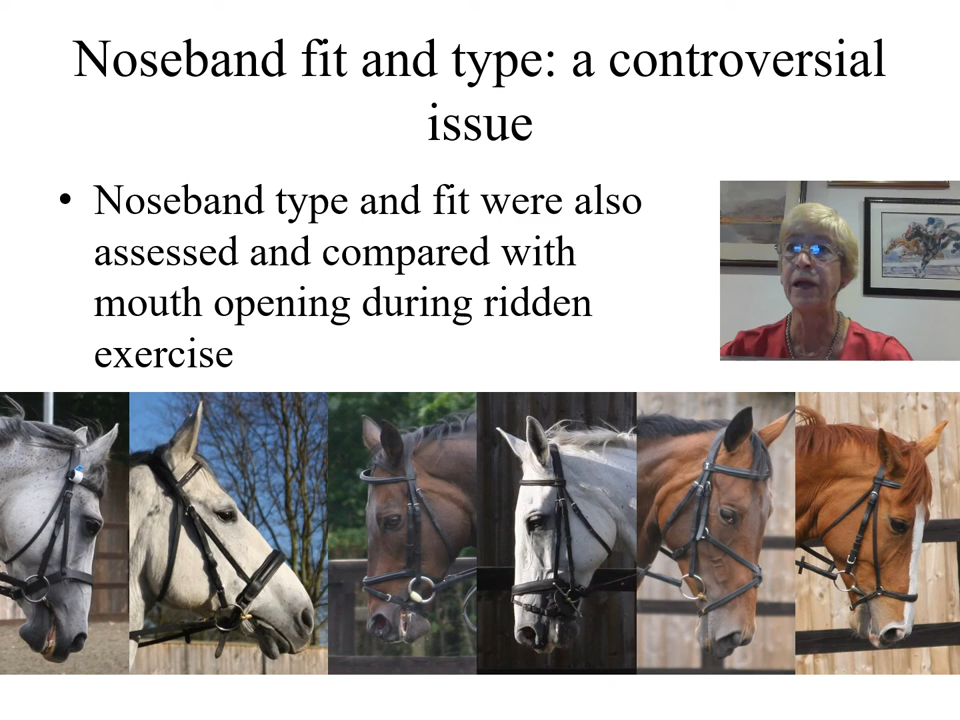 Noseband fit and type: a controversial
issue
• Noseband type and fit were also
assessed and compared with
mouth opening during ridden
exercise